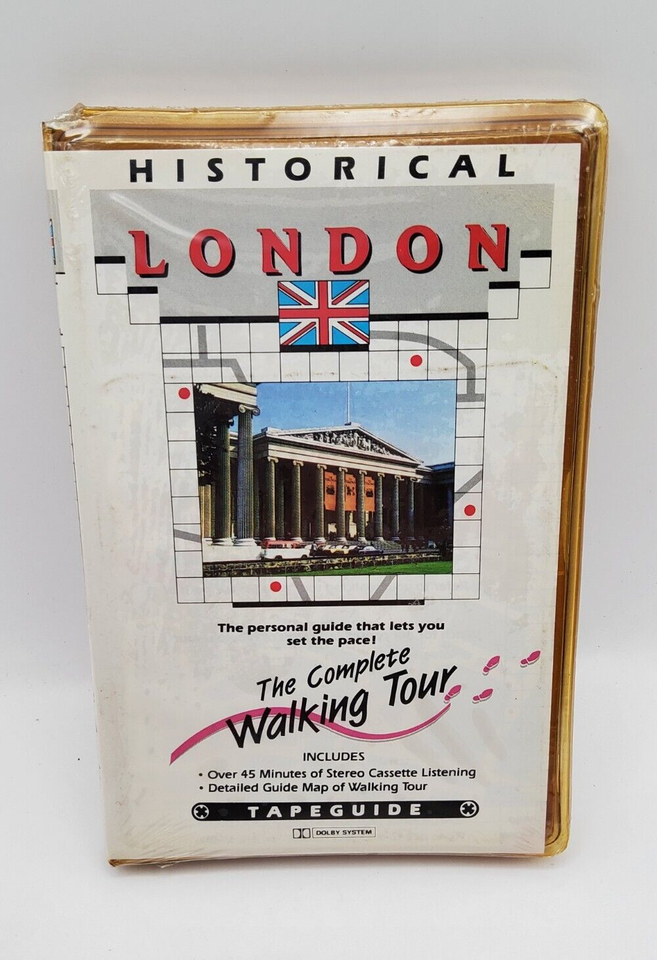 HISTORICAL
LONDON
The personal guide that lets you
set the pace!
The Complete
Walking Tour
INCLUDES
• Over 45 Minutes of Stereo Cassette Listening
• Detailed Guide Map of Walking Tour
TAPEGUIDE
DOLBY SYSTEM